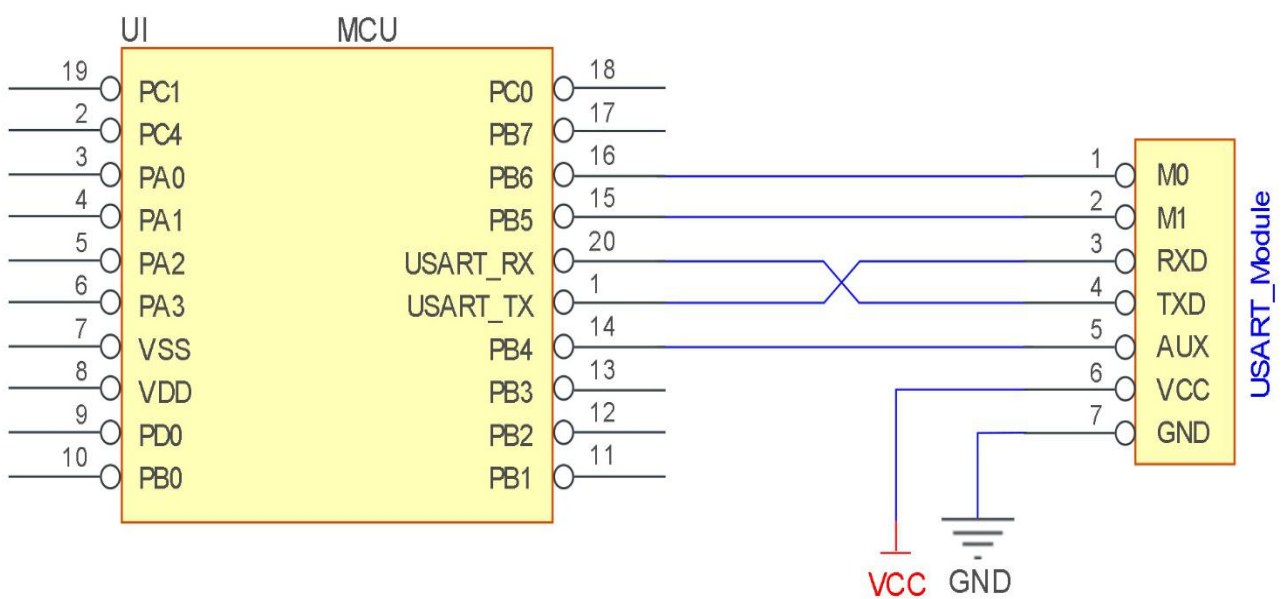 UI MCU
19 PC1 PC0 18
2 PC4 PB7 17
3 PA0 PB6 16 1 M0
4 PA1 PB5 15 2 M1
5 PA2 USART_RX 20 3 RXD
6 PA3 USART_TX 1 4 TXD
7 VSS PB4 14 5 AUX
8 VDD PB3 13 6 VCC
9 PD0 PB2 12 7 GND
10 PB0 PB1 11
USART_Module
VCC GND